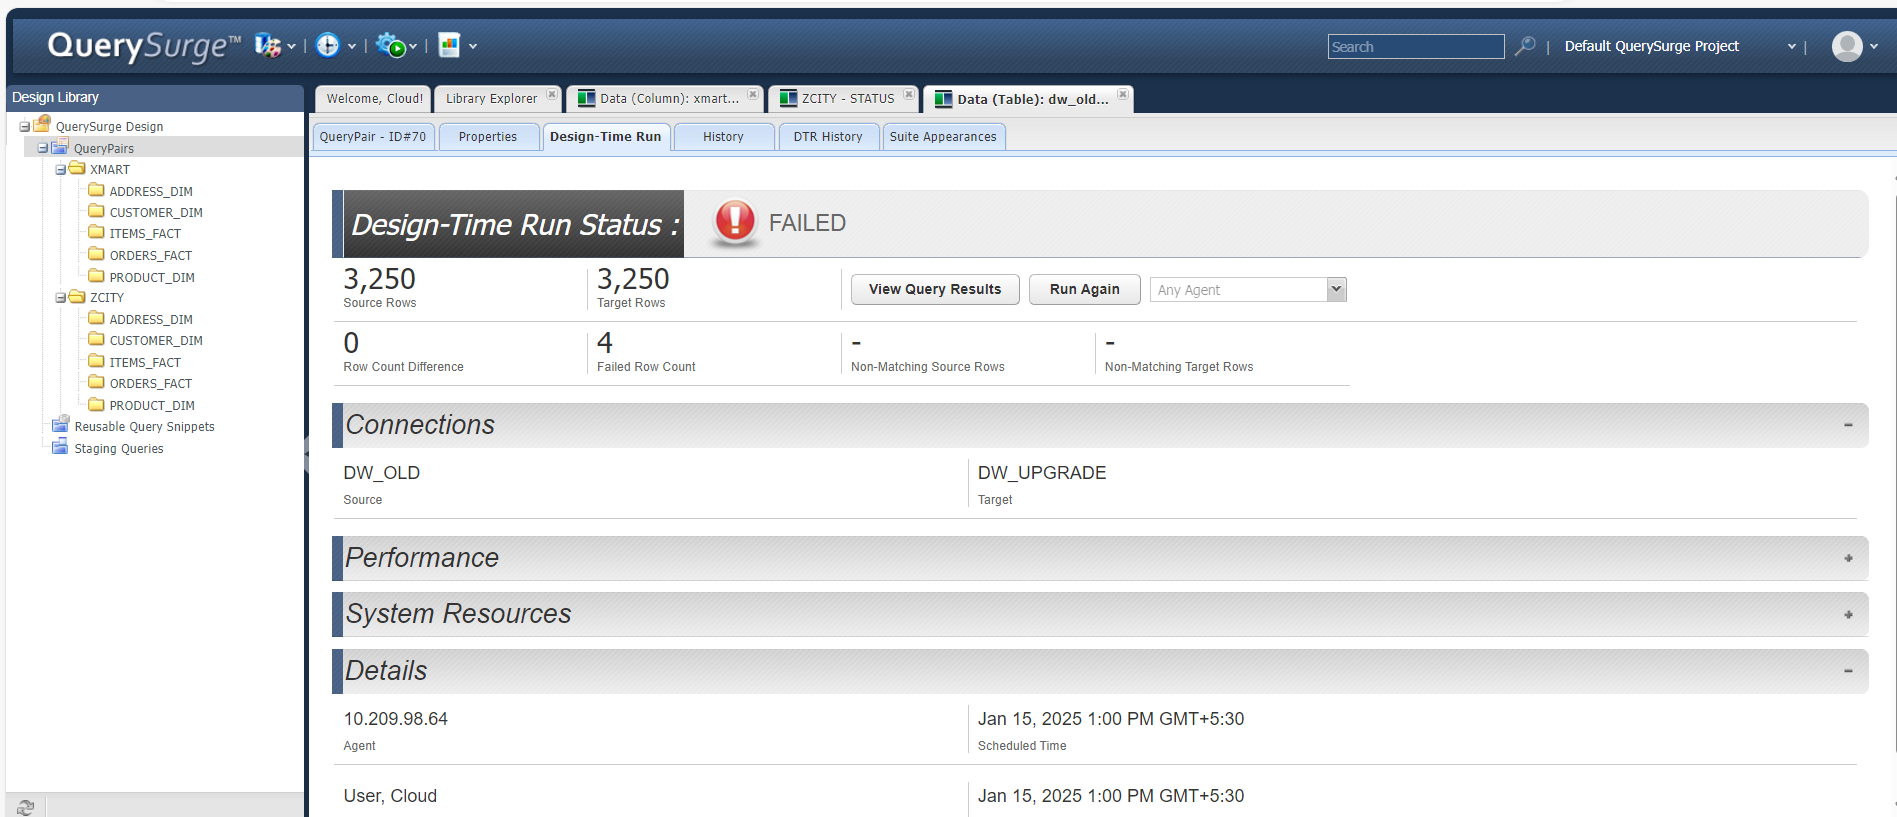 QuerySurge™
Search
Default QuerySurge Project
Design Library
Welcome, Cloud!
Library Explorer
Data (Column): xmart...
ZCITY - STATUS
Data (Table): dw_old...
QueryPair - ID#70
Properties
Design-Time Run
History
DTR History
Suite Appearances
QuerySurge Design
QueryPairs
XMART
ADDRESS_DIM
CUSTOMER_DIM
ITEMS_FACT
ORDERS_FACT
PRODUCT_DIM
ZCITY
ADDRESS_DIM
CUSTOMER_DIM
ITEMS_FACT
ORDERS_FACT
PRODUCT_DIM
Reusable Query Snippets
Staging Queries
Design-Time Run Status :
FAILED
3,250
Source Rows
3,250
Target Rows
View Query Results
Run Again
Any Agent
0
Row Count Difference
4
Failed Row Count
-
Non-Matching Source Rows
-
Non-Matching Target Rows
Connections
DW_OLD
Source
DW_UPGRADE
Target
Performance
System Resources
Details
10.209.98.64
Agent
Jan 15, 2025 1:00 PM GMT+5:30
Scheduled Time
User, Cloud
Jan 15, 2025 1:00 PM GMT+5:30